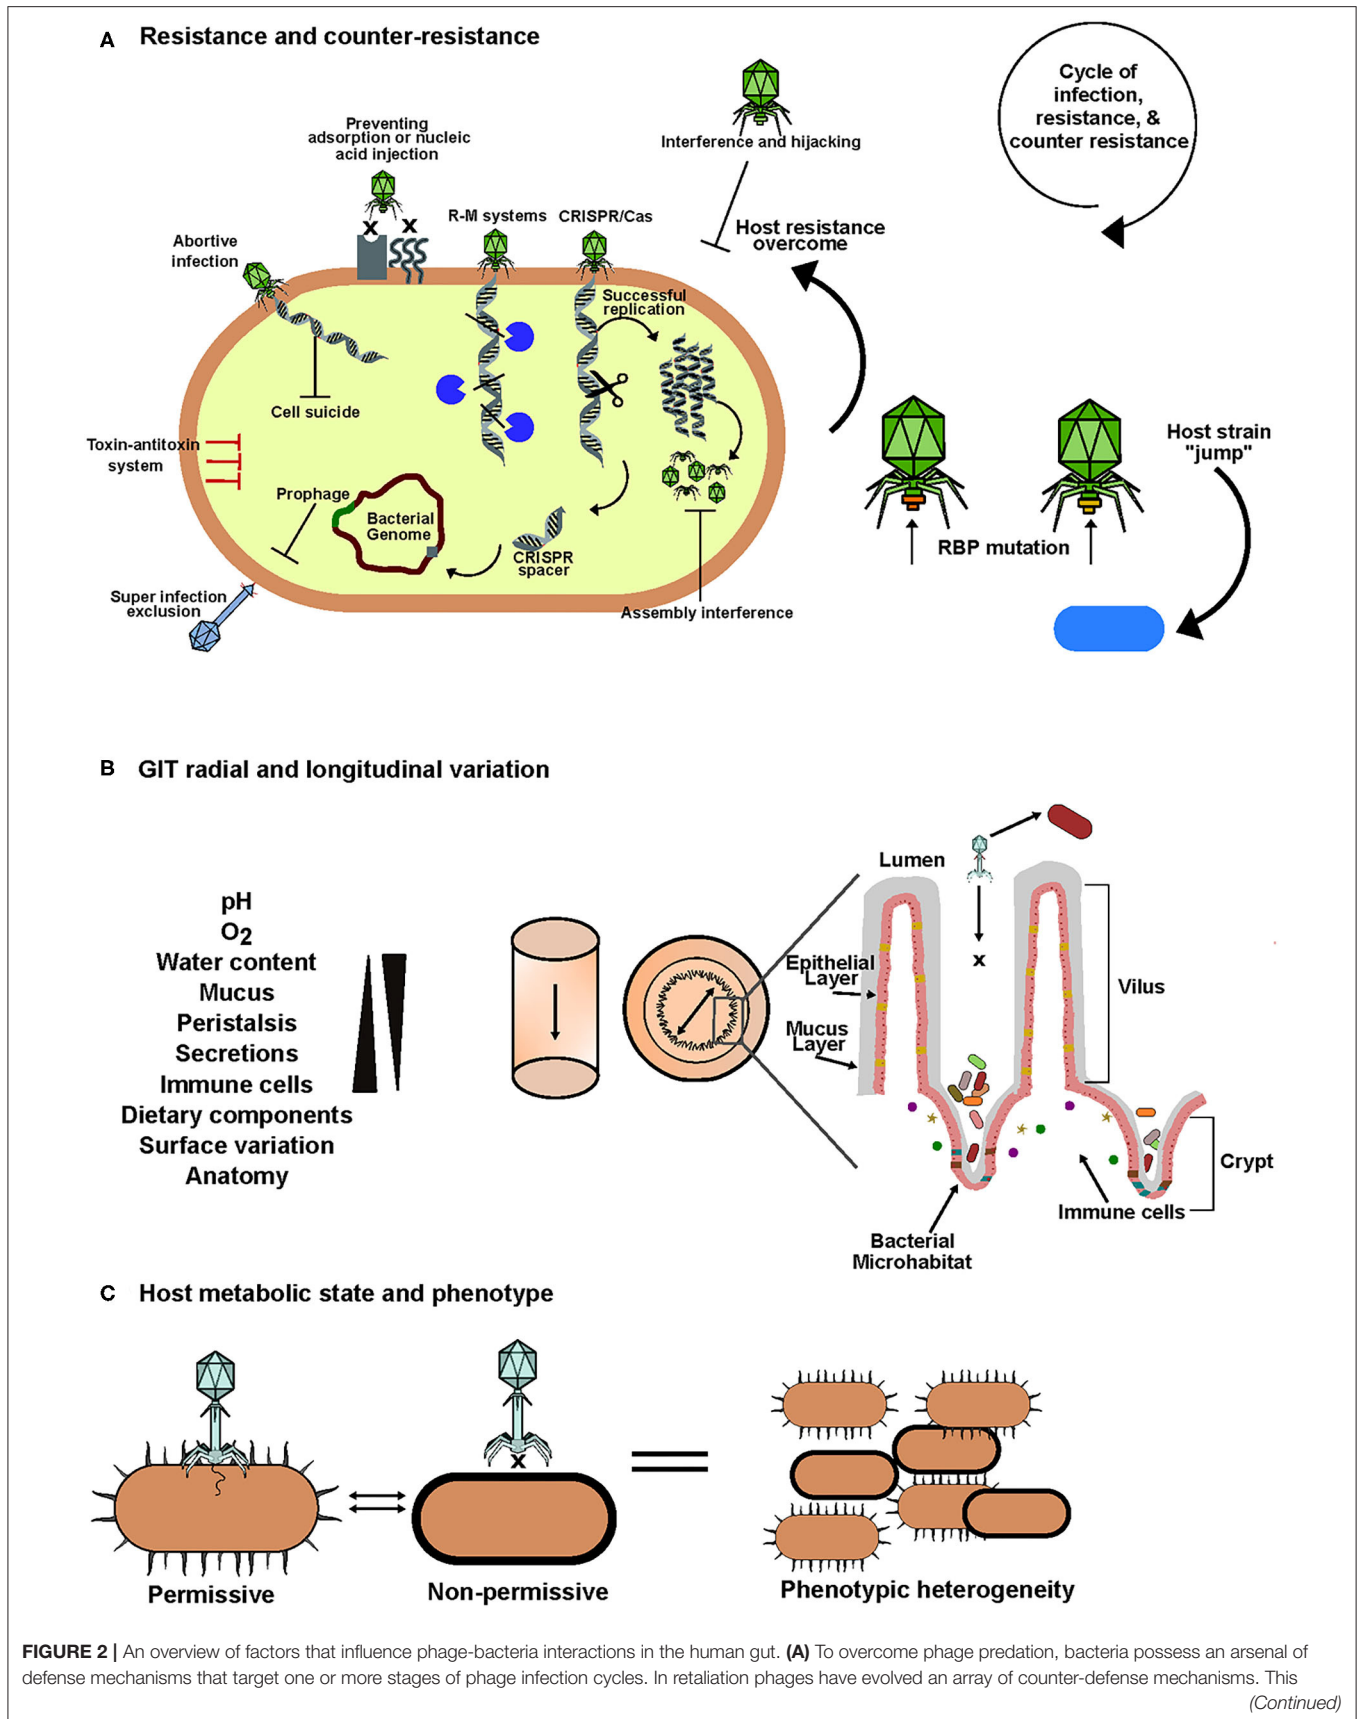 A Resistance and counter-resistance
Cycle of
infection,
resistance, &
counter resistance
Preventing
adsorption or nucleic
acid injection
Interference and hijacking
X X
R-M systems
CRISPR/Cas
Host resistance
overcome
Abortive
infection
Successful
replication
Cell suicide
Toxin-antitoxin
system
Host strain
"jump"
Prophage
Bacterial
Genome
RBP mutation
CRISPR
spacer
Super infection
exclusion
Assembly interference
B GIT radial and longitudinal variation
pH
O2
Water content
Mucus
Peristalsis
Secretions
Immune cells
Dietary components
Surface variation
Anatomy
Lumen
x
Epithelial
Layer
Mucus
Layer
Vilus
Crypt
Immune cells
Bacterial
Microhabitat
C Host metabolic state and phenotype
x
Permissive
Non-permissive
Phenotypic heterogeneity
FIGURE 2 | An overview of factors that influence phage-bacteria interactions in the human gut. (A) To overcome phage predation, bacteria possess an arsenal of
defense mechanisms that target one or more stages of phage infection cycles. In retaliation phages have evolved an array of counter-defense mechanisms. This
(Continued)